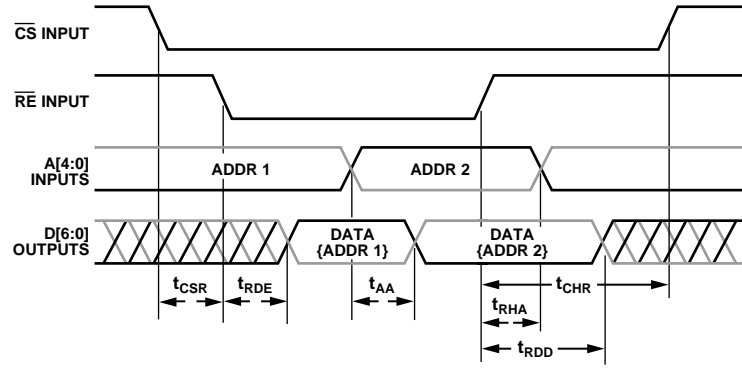 CS INPUT
RE INPUT
A[4:0]
INPUTS
ADDR 1
ADDR 2
D[6:0]
OUTPUTS
DATA
{ADDR 1}
DATA
{ADDR 2}
tCSR
tRDE
tAA
tCHR
tRHA
tRDD